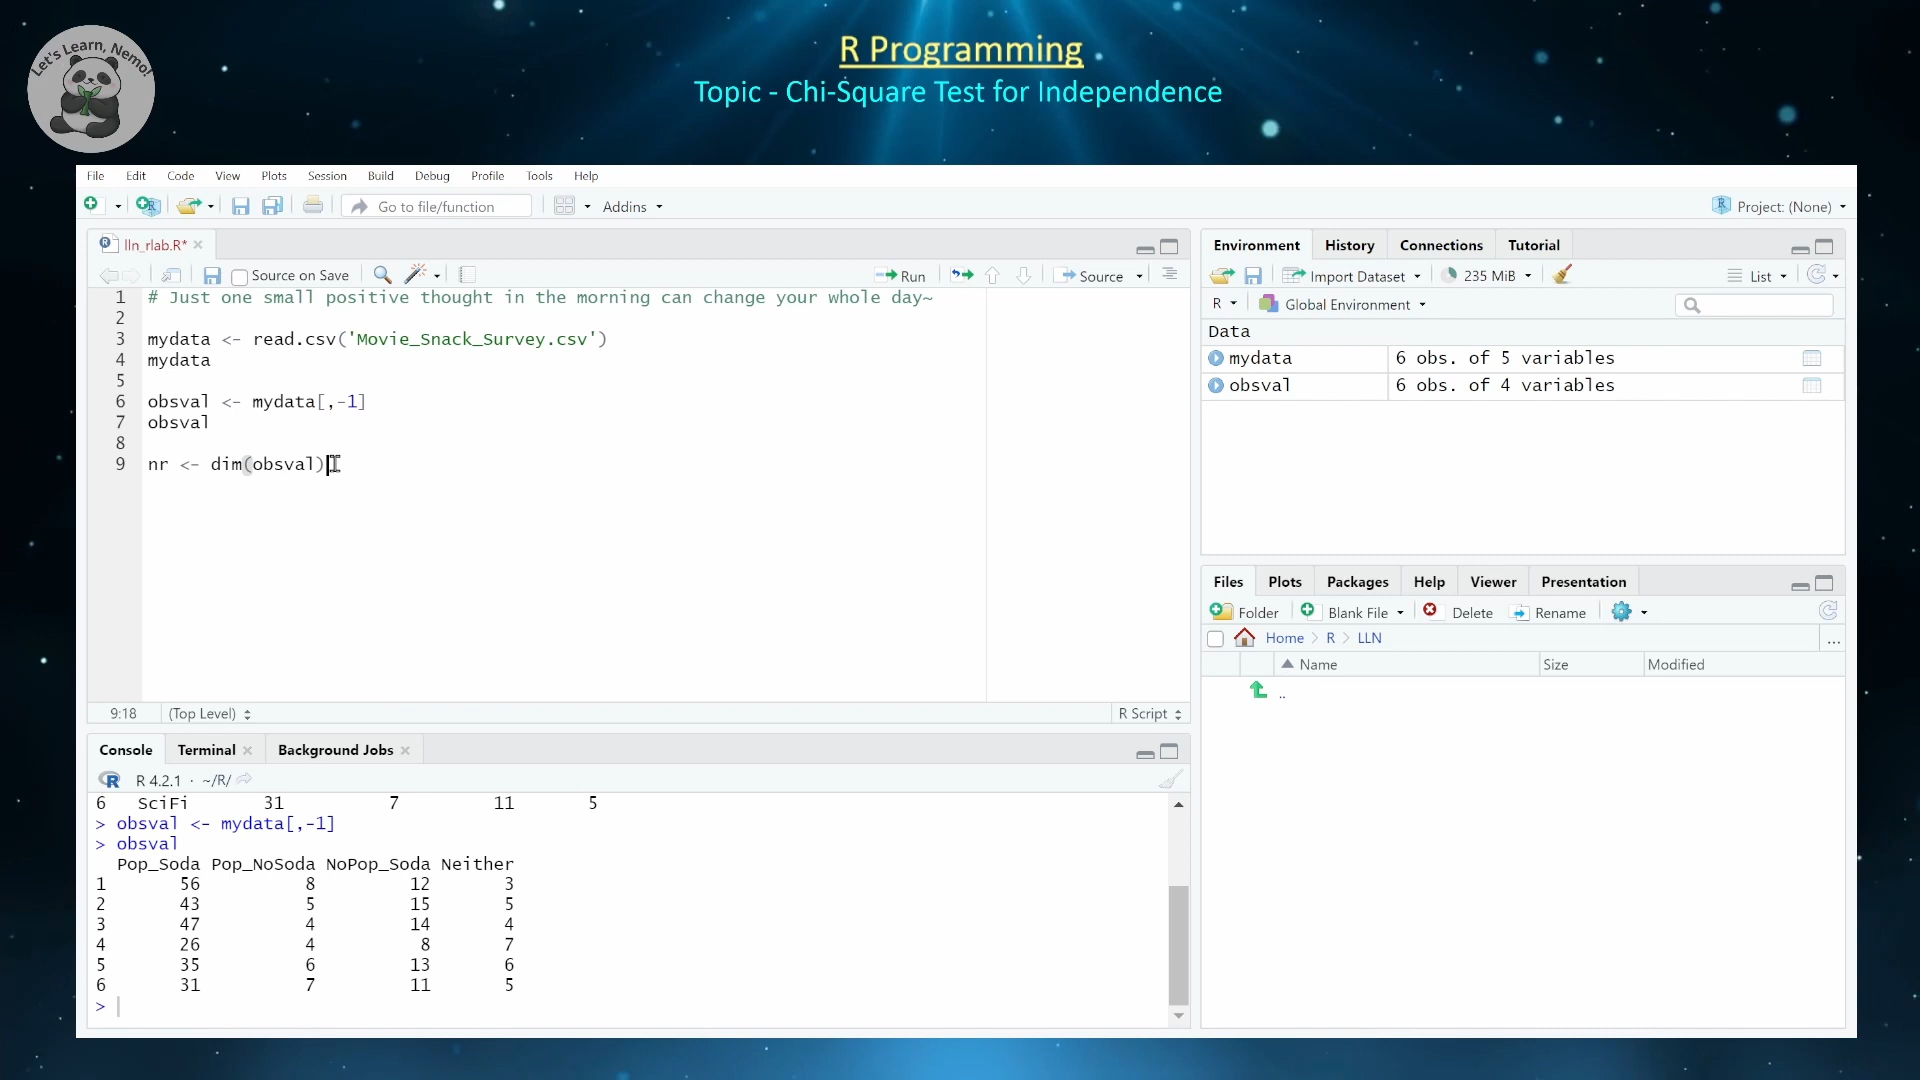 Let's Learn, Nemo!
R Programming
Topic - Chi-Square Test for Independence
File Edit Code View Plots Session Build Debug Profile Tools Help
Go to file/function Addins Project: (None)
lln_rlab.R*
Source on Save Run Source
1 # Just one small positive thought in the morning can change your whole day~
2
3 mydata <- read.csv('Movie_Snack_Survey.csv')
4 mydata
5
6 obsval <- mydata[,-1]
7 obsval
8
9 nr <- dim(obsval)
9:18 (Top Level) R Script
Console Terminal Background Jobs
R 4.2.1 · ~/R/
6 SciFi 31 7 11 5
> obsval <- mydata[,-1]
> obsval
Pop_Soda Pop_NoSoda NoPop_Soda Neither
1 56 8 12 3
2 43 5 15 5
3 47 4 14 4
4 26 4 8 7
5 35 6 13 6
6 31 7 11 5
>
Environment History Connections Tutorial
Import Dataset 235 MiB List
R Global Environment
Data
mydata 6 obs. of 5 variables
obsval 6 obs. of 4 variables
Files Plots Packages Help Viewer Presentation
Folder Blank File Delete Rename
Home R LLN ...
Name Size Modified
..